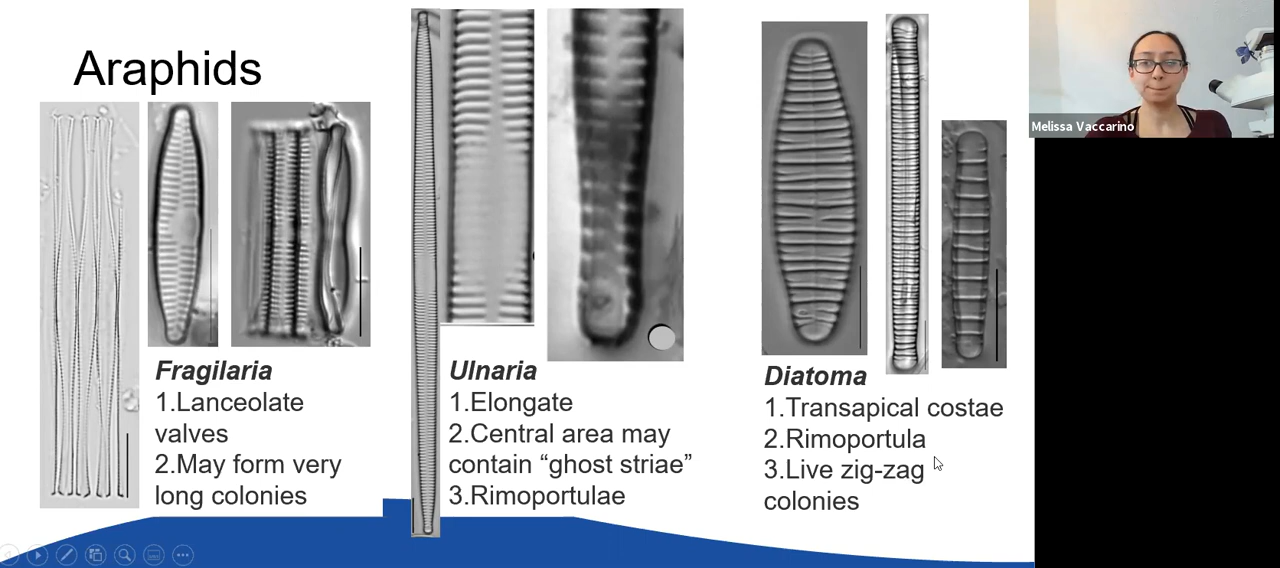 Araphids
Fragilaria
1.Lanceolate
valves
2.May form very
long colonies
Ulnaria
1.Elongate
2.Central area may
contain “ghost striae”
3.Rimoportulae
Diatoma
1.Transapical costae
2.Rimoportula
3.Live zig-zag
colonies
Melissa Vaccarino